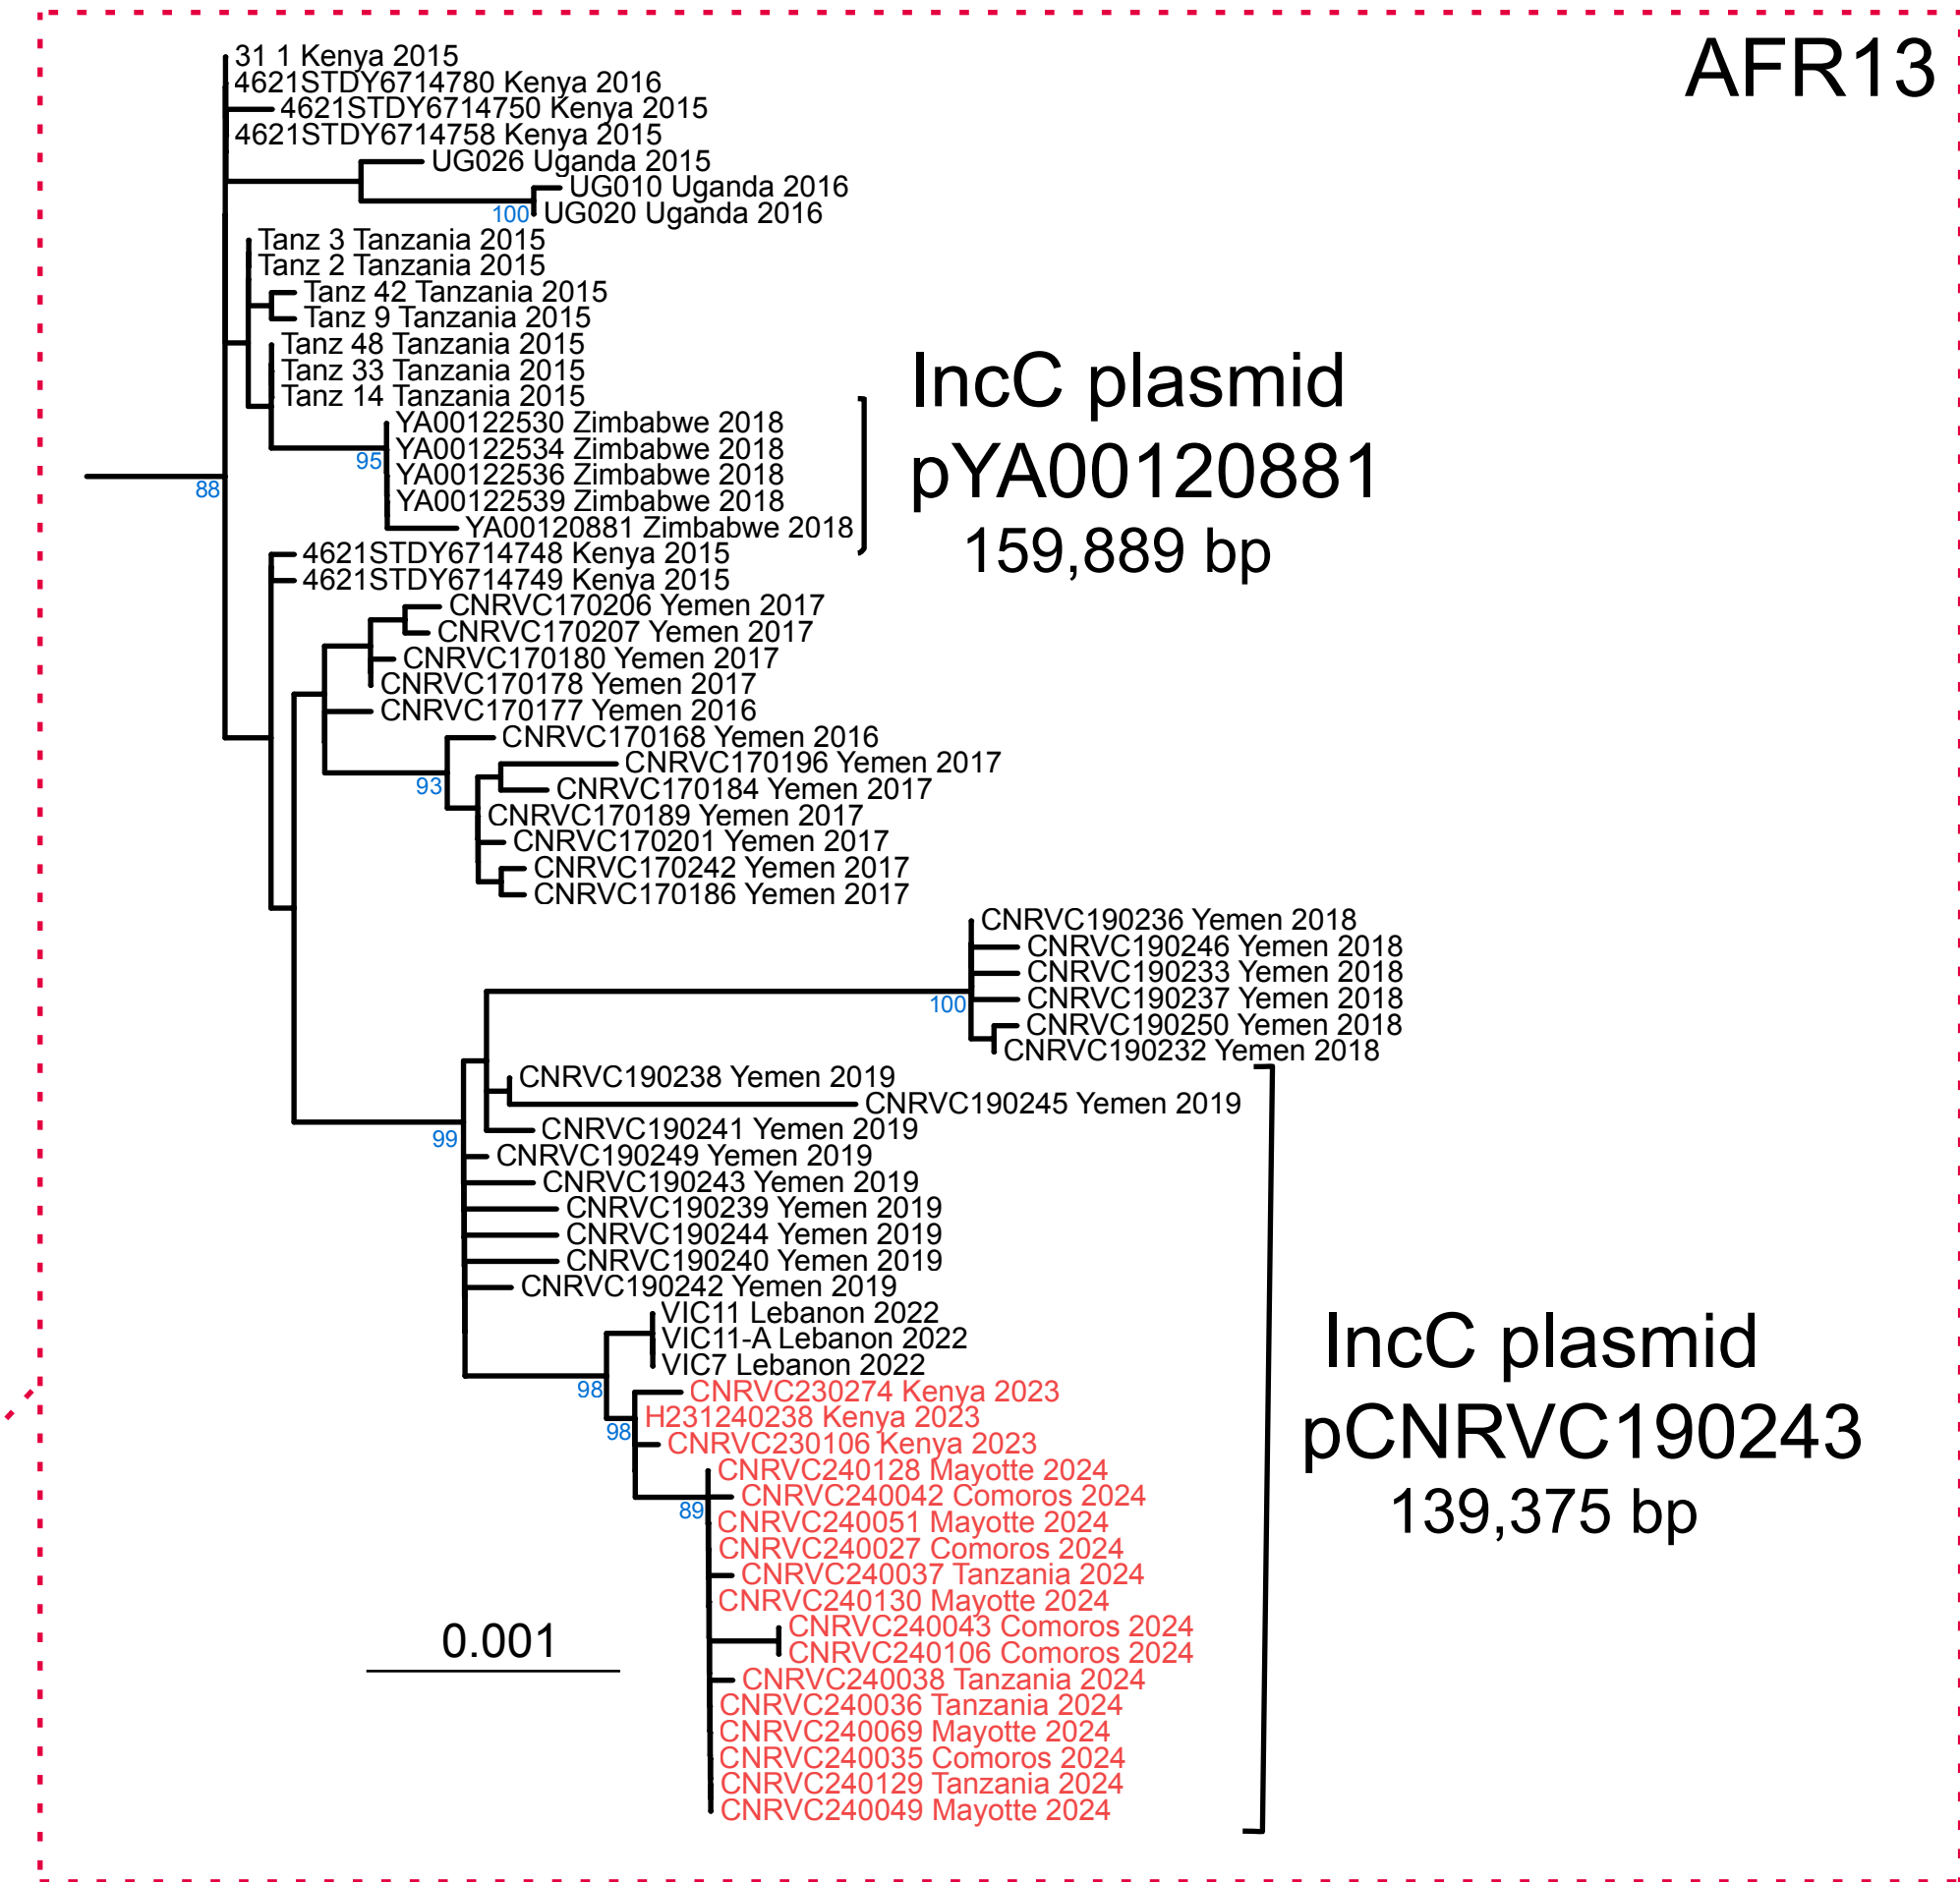 AFR13
31 1 Kenya 2015
4621STDY6714780 Kenya 2016
4621STDY6714750 Kenya 2015
4621STDY6714758 Kenya 2015
UG026 Uganda 2015
UG010 Uganda 2016
100
UG020 Uganda 2016
Tanz 3 Tanzania 2015
Tanz 2 Tanzania 2015
Tanz 42 Tanzania 2015
Tanz 9 Tanzania 2015
Tanz 48 Tanzania 2015
Tanz 33 Tanzania 2015
Tanz 14 Tanzania 2015
YA00122530 Zimbabwe 2018
YA00122534 Zimbabwe 2018
95
YA00122536 Zimbabwe 2018
88
YA00122539 Zimbabwe 2018
YA00120881 Zimbabwe 2018
IncC plasmid
pYA00120881
159,889 bp
4621STDY6714748 Kenya 2015
4621STDY6714749 Kenya 2015
CNRVC170206 Yemen 2017
CNRVC170207 Yemen 2017
CNRVC170180 Yemen 2017
CNRVC170178 Yemen 2017
CNRVC170177 Yemen 2016
CNRVC170168 Yemen 2016
CNRVC170196 Yemen 2017
93
CNRVC170184 Yemen 2017
CNRVC170189 Yemen 2017
CNRVC170201 Yemen 2017
CNRVC170242 Yemen 2017
CNRVC170186 Yemen 2017
CNRVC190236 Yemen 2018
CNRVC190246 Yemen 2018
CNRVC190233 Yemen 2018
100
CNRVC190237 Yemen 2018
CNRVC190250 Yemen 2018
CNRVC190232 Yemen 2018
CNRVC190238 Yemen 2019
CNRVC190245 Yemen 2019
CNRVC190241 Yemen 2019
99
CNRVC190249 Yemen 2019
CNRVC190243 Yemen 2019
CNRVC190239 Yemen 2019
CNRVC190244 Yemen 2019
CNRVC190240 Yemen 2019
CNRVC190242 Yemen 2019
VIC11 Lebanon 2022
VIC11-A Lebanon 2022
VIC7 Lebanon 2022
98
CNRVC230274 Kenya 2023
H231240238 Kenya 2023
98
CNRVC230106 Kenya 2023
CNRVC240128 Mayotte 2024
CNRVC240042 Comoros 2024
89
CNRVC240051 Mayotte 2024
CNRVC240027 Comoros 2024
CNRVC240037 Tanzania 2024
CNRVC240130 Mayotte 2024
CNRVC240043 Comoros 2024
CNRVC240106 Comoros 2024
CNRVC240038 Tanzania 2024
CNRVC240036 Tanzania 2024
CNRVC240069 Mayotte 2024
CNRVC240035 Comoros 2024
CNRVC240129 Tanzania 2024
CNRVC240049 Mayotte 2024
IncC plasmid
pCNRVC190243
139,375 bp
0.001